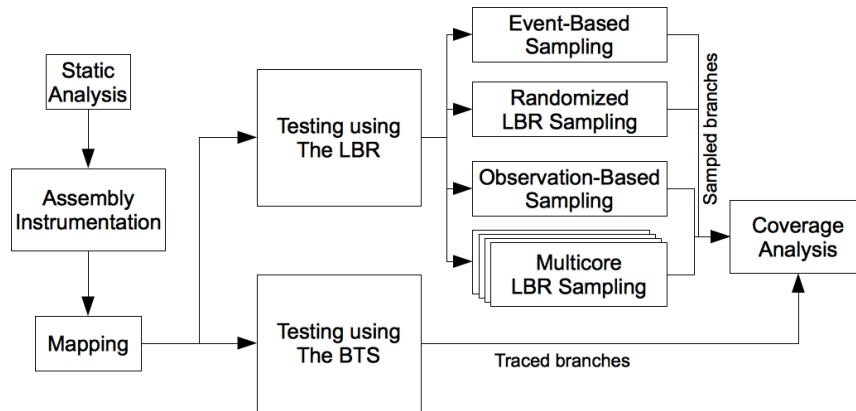 Static
Analysis
Assembly
Instrumentation
Mapping
Testing using
The LBR
Testing using
The BTS
Event-Based
Sampling
Randomized
LBR Sampling
Observation-Based
Sampling
Multicore
LBR Sampling
Sampled branches
Traced branches
Coverage
Analysis